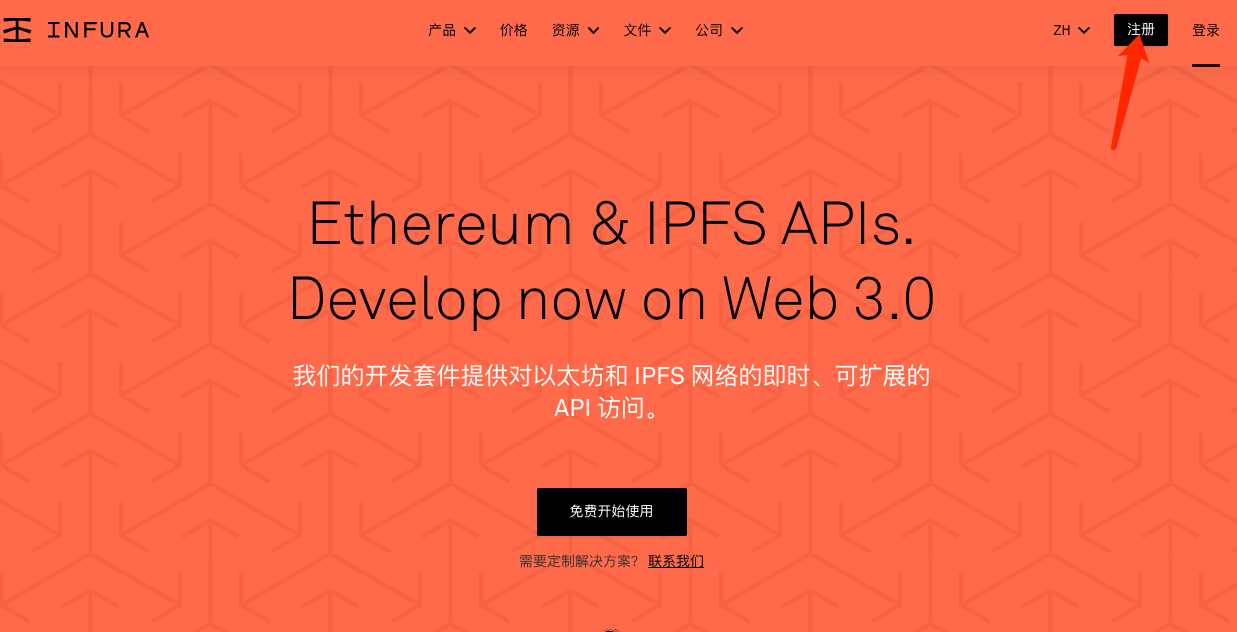 INFURA
产品
价格
资源
文件
公司
ZH
注册
登录
Ethereum & IPFS APIs.
Develop now on Web 3.0
我们的开发套件提供对以太坊和 IPFS 网络的即时、可扩展的
API 访问。
免费开始使用
需要定制解决方案? 联系我们